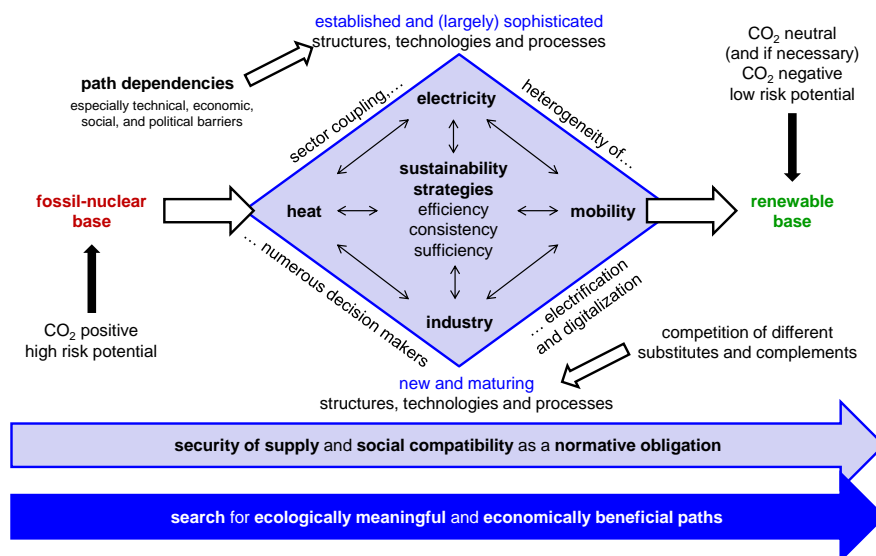 established and (largely) sophisticated
structures, technologies and processes
CO2 neutral
(and if necessary)
CO2 negative
low risk potential
path dependencies
especially technical, economic,
social, and political barriers
sector coupling,...
electricity
heterogeneity of...
sustainability
strategies
efficiency
consistency
sufficiency
fossil-nuclear
base
heat
mobility
renewable
base
... numerous decision makers
industry
... electrification
and digitalization
CO2 positive
high risk potential
competition of different
substitutes and complements
new and maturing
structures, technologies and processes
security of supply and social compatibility as a normative obligation
search for ecologically meaningful and economically beneficial paths